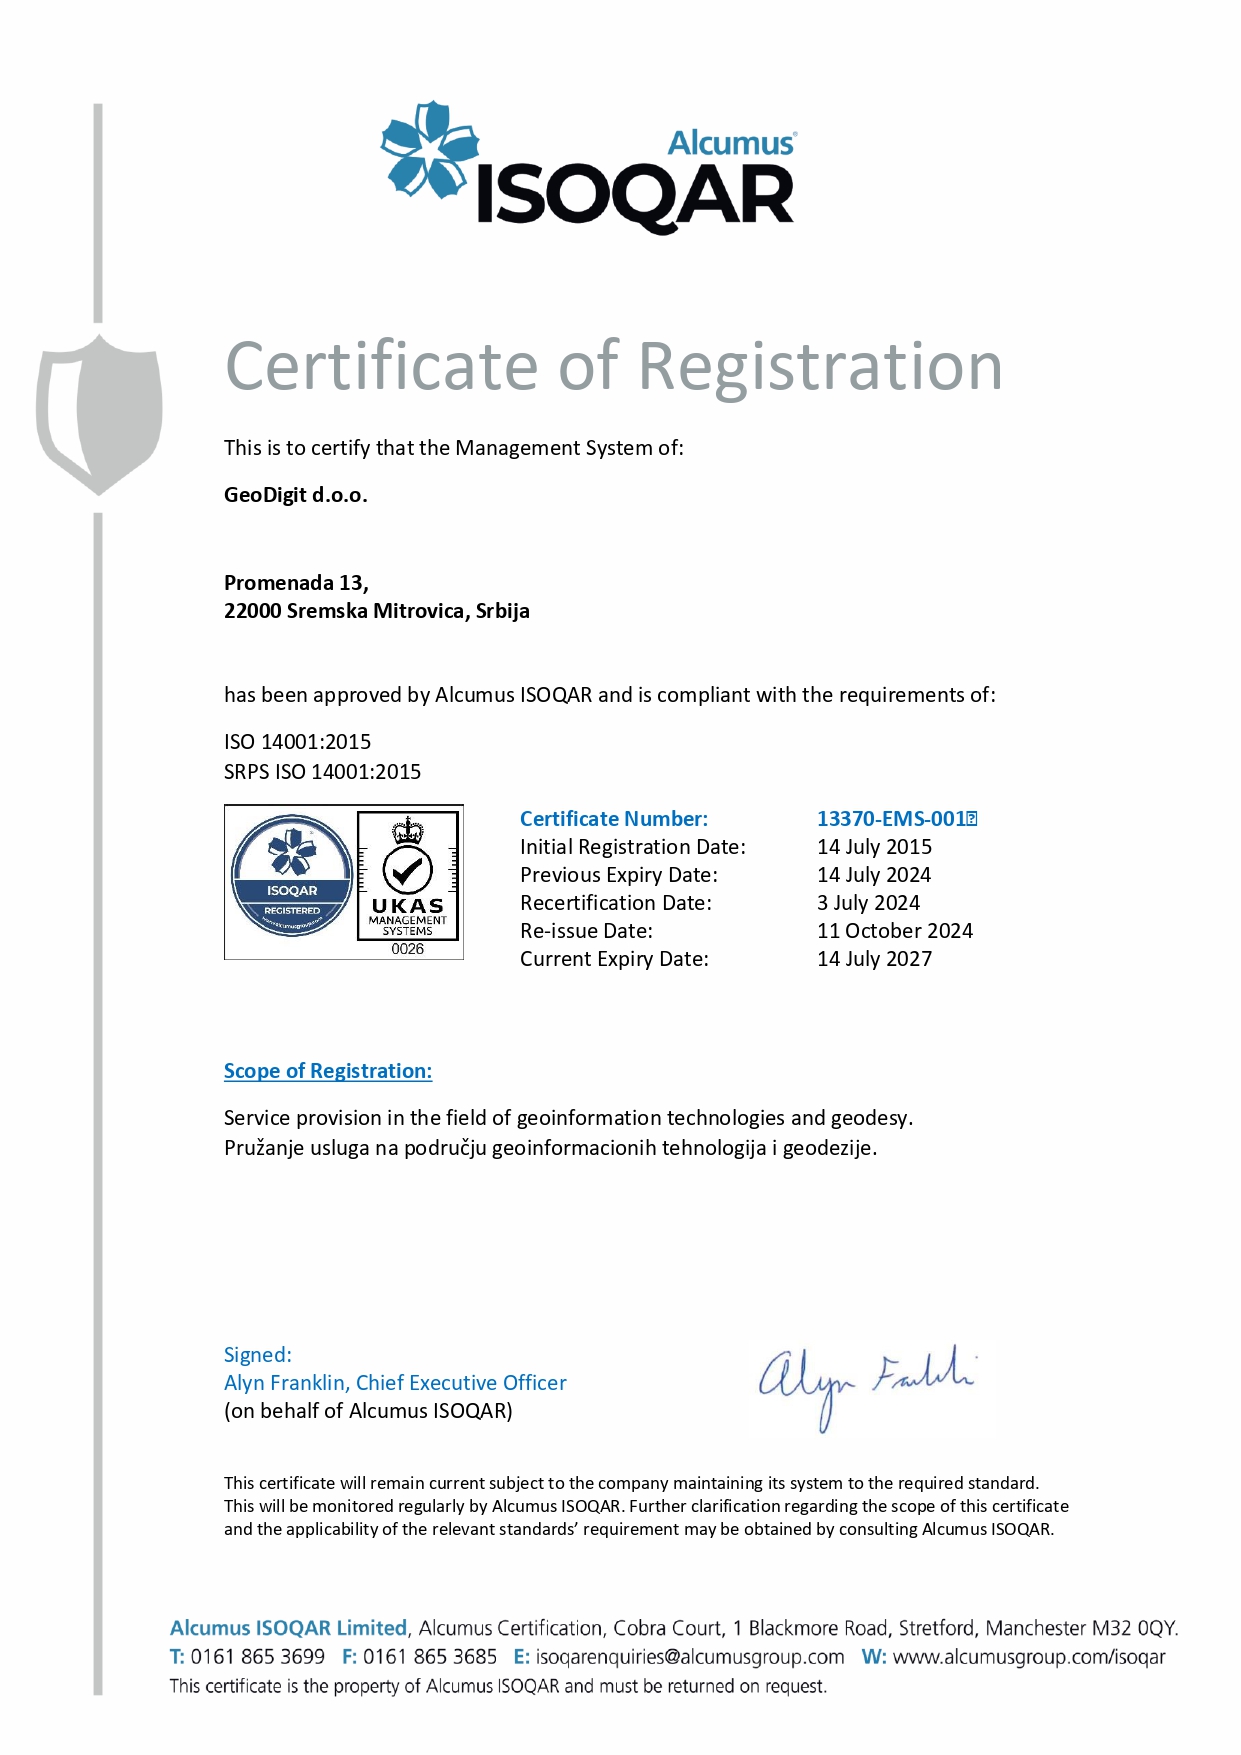 Alcumus®
ISOQAR
Certificate of Registration
This is to certify that the Management System of:
GeoDigit d.o.o.
Promenada 13,
22000 Sremska Mitrovica, Srbija
has been approved by Alcumus ISOQAR and is compliant with the requirements of:
ISO 14001:2015
SRPS ISO 14001:2015
ISOQAR
REGISTERED
UKAS
MANAGEMENT
SYSTEMS
0026
Certificate Number: 13370-EMS-001
Initial Registration Date: 14 July 2015
Previous Expiry Date: 14 July 2024
Recertification Date: 3 July 2024
Re-issue Date: 11 October 2024
Current Expiry Date: 14 July 2027
Scope of Registration:
Service provision in the field of geoinformation technologies and geodesy.
Pružanje usluga na području geoinformacionih tehnologija i geodezije.
Signed:
Alyn Franklin, Chief Executive Officer
(on behalf of Alcumus ISOQAR)
This certificate will remain current subject to the company maintaining its system to the required standard.
This will be monitored regularly by Alcumus ISOQAR. Further clarification regarding the scope of this certificate
and the applicability of the relevant standards’ requirement may be obtained by consulting Alcumus ISOQAR.
Alcumus ISOQAR Limited, Alcumus Certification, Cobra Court, 1 Blackmore Road, Stretford, Manchester M32 0QY.
T: 0161 865 3699 F: 0161 865 3685 E: isoqarenquiries@alcumusgroup.com W: www.alcumusgroup.com/isoqar
This certificate is the property of Alcumus ISOQAR and must be returned on request.